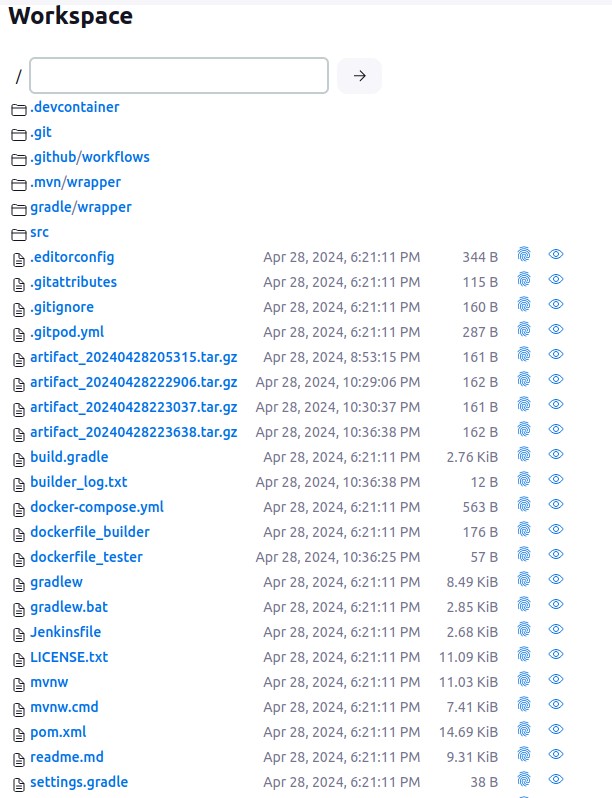 Workspace
/
.devcontainer
.git
.github/workflows
.mvn/wrapper
gradle/wrapper
src
.editorconfig Apr 28, 2024, 6:21:11 PM 344 B
.gitattributes Apr 28, 2024, 6:21:11 PM 115 B
.gitignore Apr 28, 2024, 6:21:11 PM 160 B
.gitpod.yml Apr 28, 2024, 6:21:11 PM 287 B
artifact_20240428205315.tar.gz Apr 28, 2024, 8:53:15 PM 161 B
artifact_20240428222906.tar.gz Apr 28, 2024, 10:29:06 PM 162 B
artifact_20240428223037.tar.gz Apr 28, 2024, 10:30:37 PM 161 B
artifact_20240428223638.tar.gz Apr 28, 2024, 10:36:38 PM 162 B
build.gradle Apr 28, 2024, 6:21:11 PM 2.76 KiB
builder_log.txt Apr 28, 2024, 10:36:38 PM 12 B
docker-compose.yml Apr 28, 2024, 6:21:11 PM 563 B
dockerfile_builder Apr 28, 2024, 6:21:11 PM 176 B
dockerfile_tester Apr 28, 2024, 10:36:25 PM 57 B
gradlew Apr 28, 2024, 6:21:11 PM 8.49 KiB
gradlew.bat Apr 28, 2024, 6:21:11 PM 2.85 KiB
Jenkinsfile Apr 28, 2024, 6:21:11 PM 2.68 KiB
LICENSE.txt Apr 28, 2024, 6:21:11 PM 11.09 KiB
mvnw Apr 28, 2024, 6:21:11 PM 11.03 KiB
mvnw.cmd Apr 28, 2024, 6:21:11 PM 7.41 KiB
pom.xml Apr 28, 2024, 6:21:11 PM 14.69 KiB
readme.md Apr 28, 2024, 6:21:11 PM 9.31 KiB
settings.gradle Apr 28, 2024, 6:21:11 PM 38 B